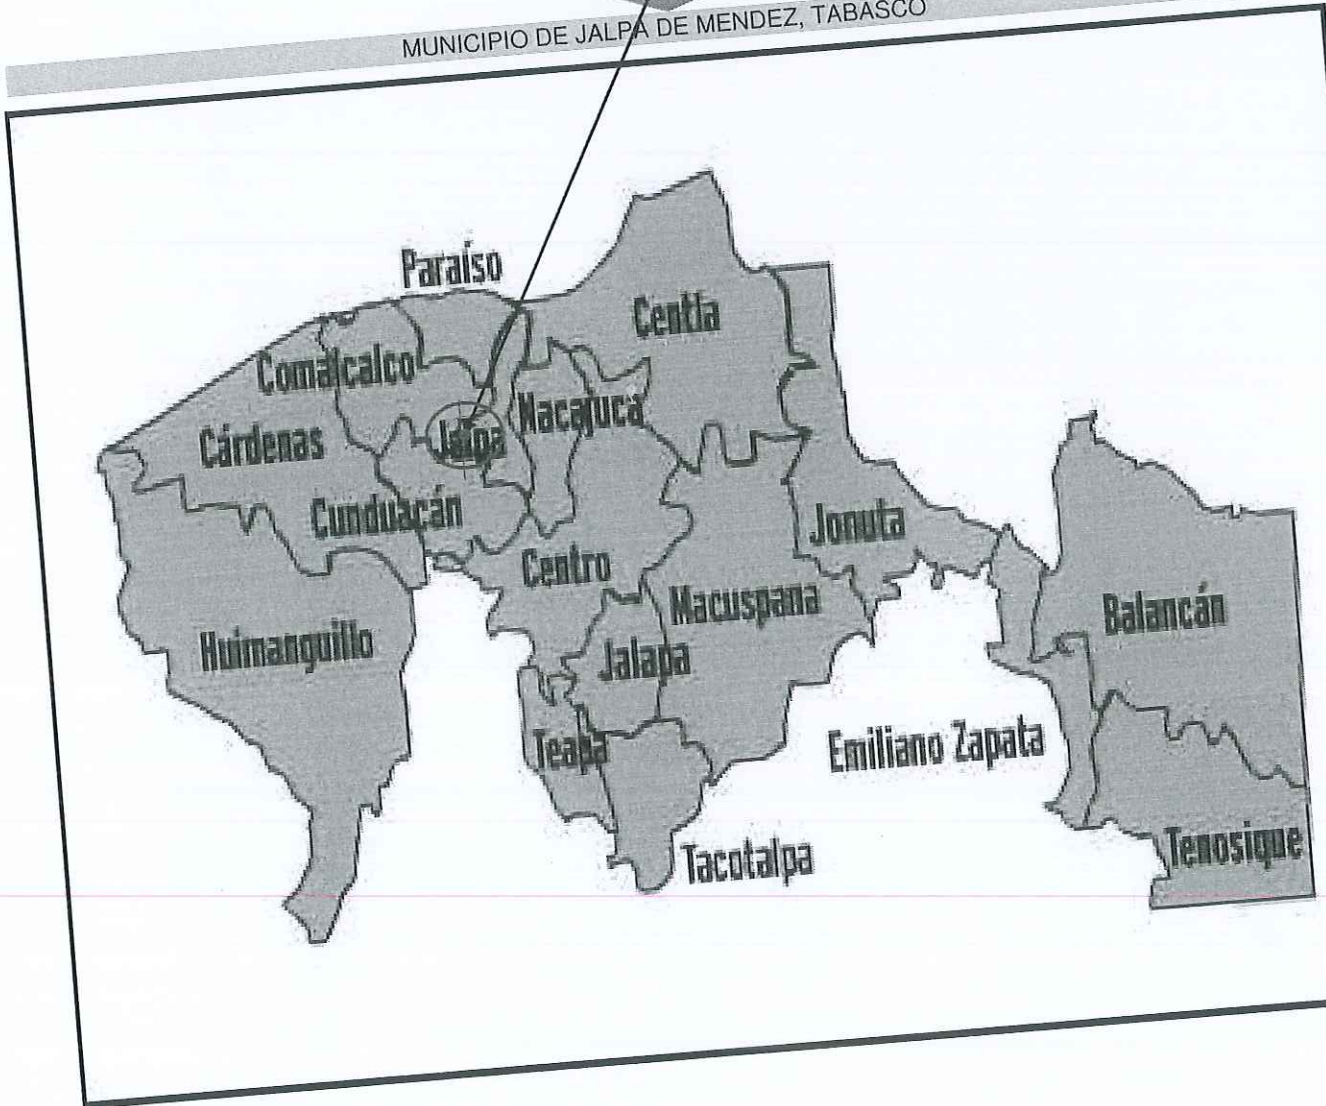 MUNICIPIO DE JALPA DE MENDEZ, TABASCO
Paraíso
Centla
Comalcalco
Nacajuca
Jalpa
Cárdenas
Cunduacán
Jonuta
Centro
Macuspana
Balancán
Huimanguillo
Jalapa
Teapa
Emiliano Zapata
Tacotalpa
Tenosique